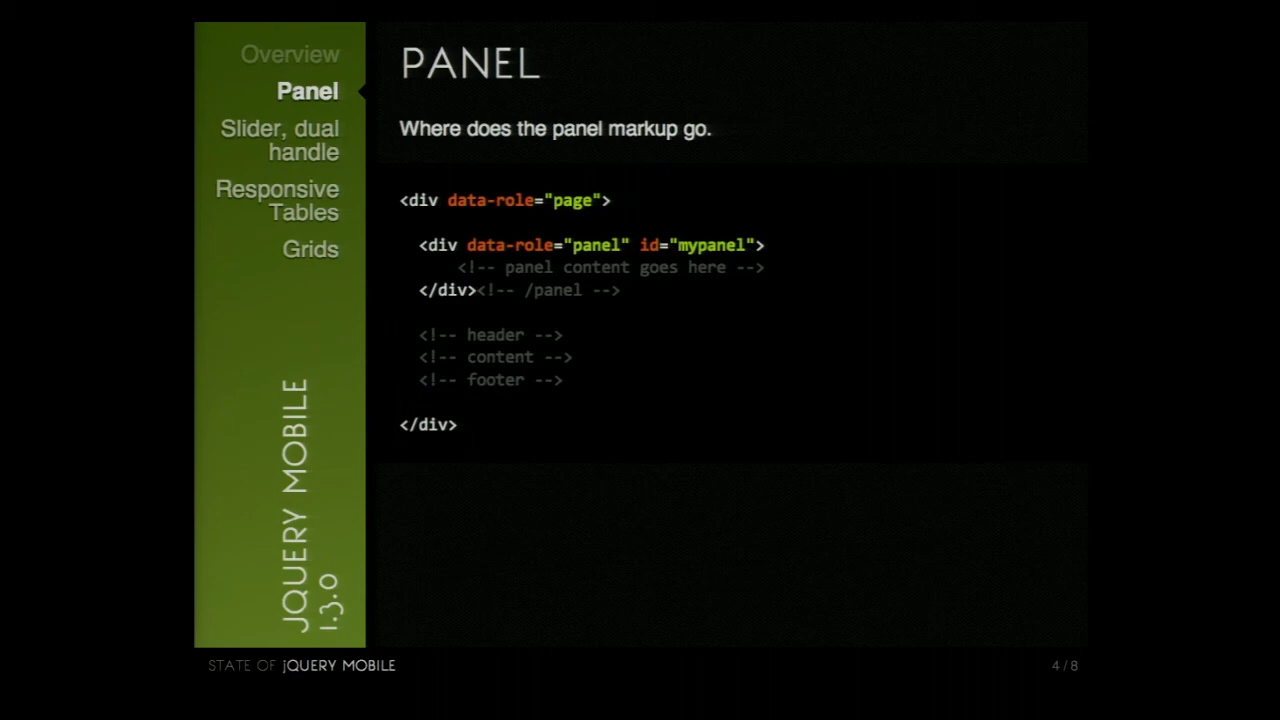 Overview
Panel
Slider, dual
handle
Responsive
Tables
Grids
JQUERY MOBILE
1.3.0
PANEL
Where does the panel markup go.
<div data-role="page">
<div data-role="panel" id="mypanel">
<!-- panel content goes here -->
</div><!-- /panel -->
<!-- header -->
<!-- content -->
<!-- footer -->
</div>
STATE OF jQUERY MOBILE
4/8